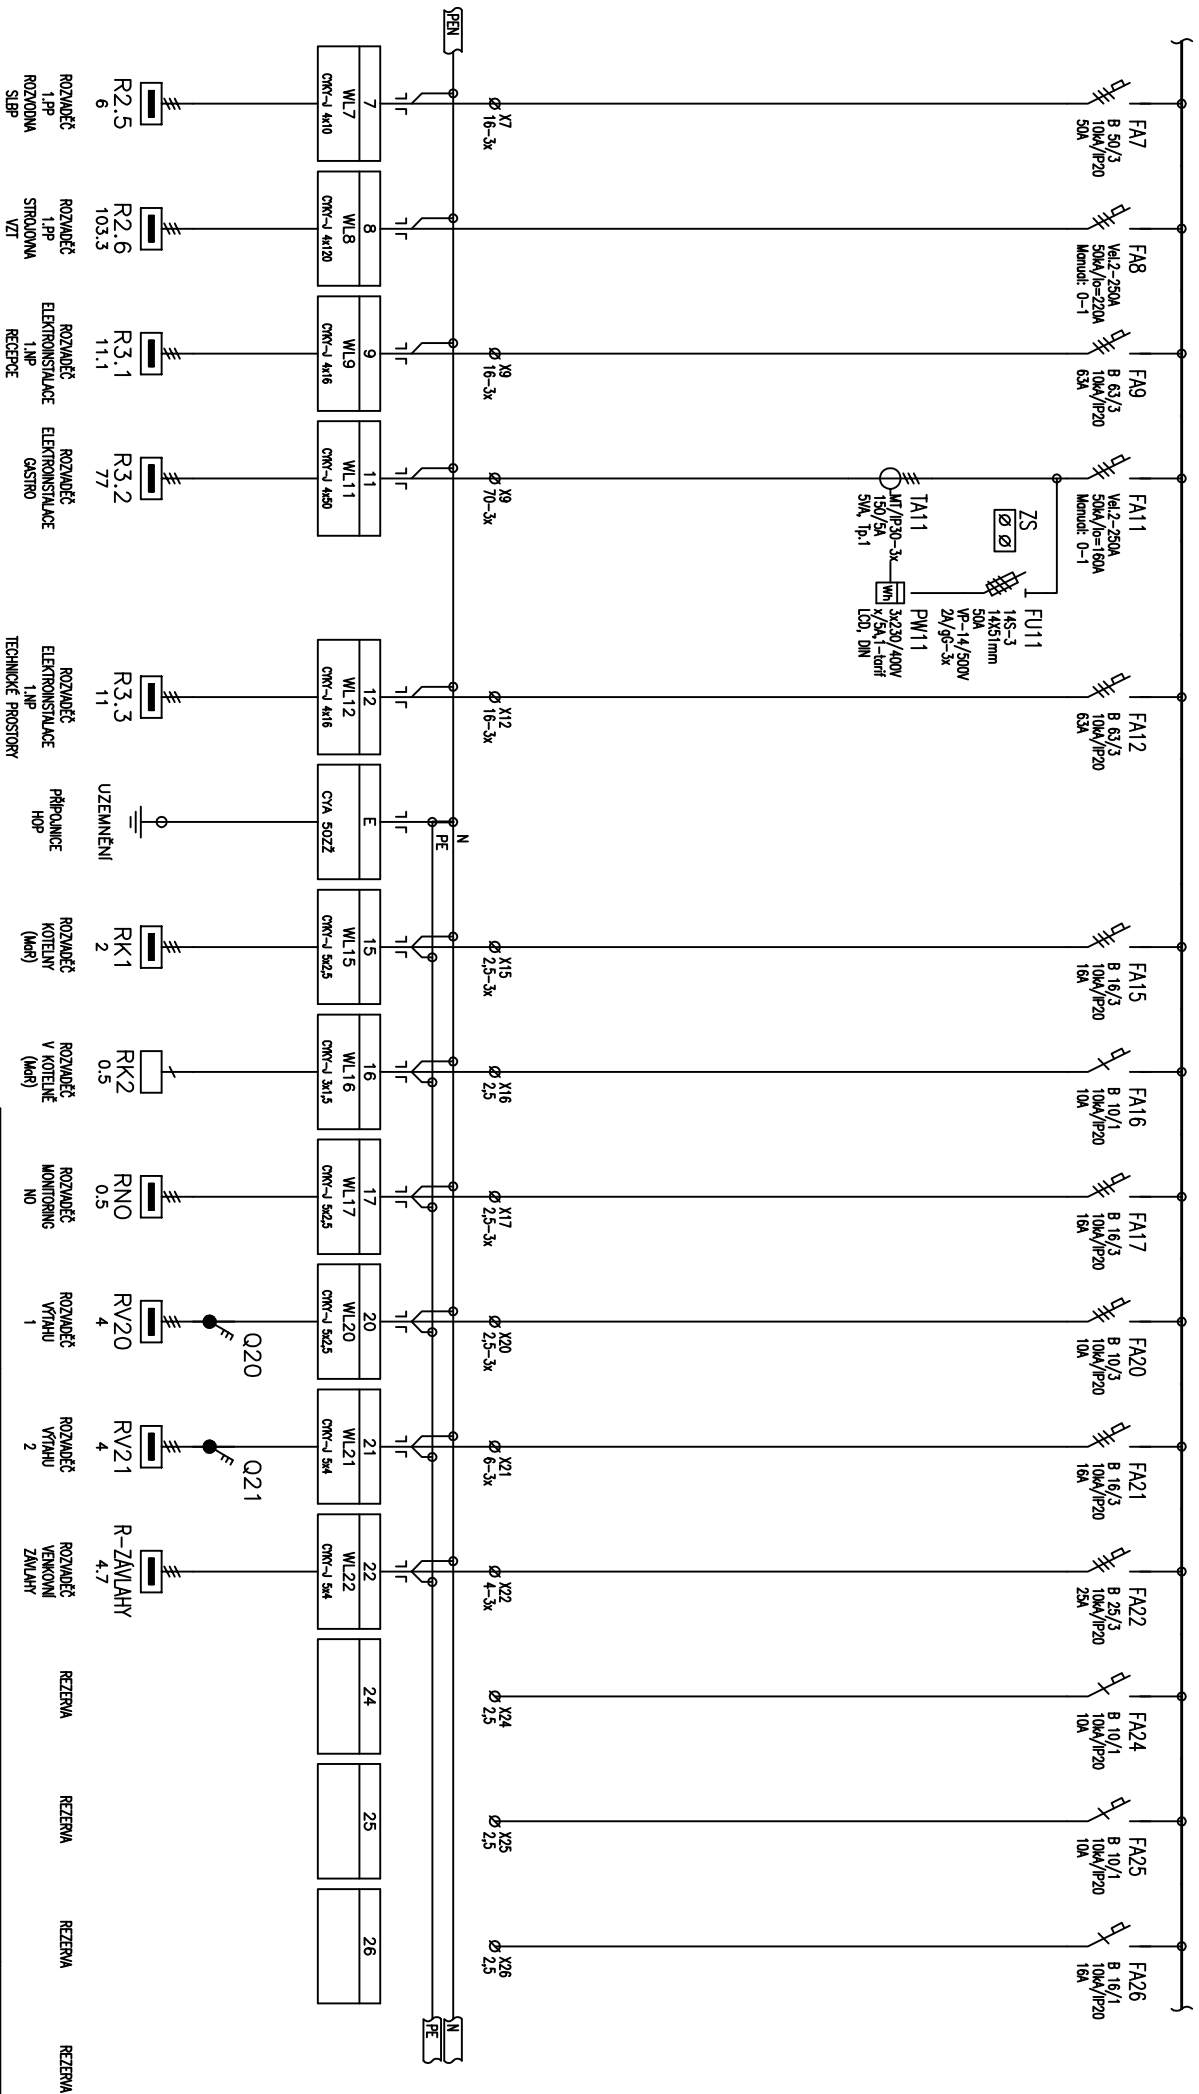 FA7
B 50/3
10kA/IP20
50A
FA8
Vel.2-250A
50kA/Io=220A
Manual: 0-1
FA9
B 63/3
10kA/IP20
63A
FA11
Vel.2-250A
50kA/Io=160A
Manual: 0-1
FA12
B 63/3
10kA/IP20
63A
FA15
B 16/3
10kA/IP20
16A
FA16
B 10/1
10kA/IP20
10A
FA17
B 16/3
10kA/IP20
16A
FA20
B 10/3
10kA/IP20
10A
FA21
B 16/3
10kA/IP20
16A
FA22
B 25/3
10kA/IP20
25A
FA24
B 10/1
10kA/IP20
10A
FA25
B 10/1
10kA/IP20
10A
FA26
B 16/1
10kA/IP20
16A
ZS
FU11
14S-3
14X51mm
50A
VP-14/500V
2A/gG-3x
TA11
MT/IP30-3x
150/5A
5VA, Tp.1
Wh
PW11
3x230/400V
x/5A,1-tarif
LCD, DIN
X7
16-3x
X9
16-3x
X9
70-3x
X12
16-3x
X15
2,5-3x
X16
2,5
X17
2,5-3x
X20
2,5-3x
X21
6-3x
X22
4-3x
X24
2,5
X25
2,5
X26
2,5
PEN
N
PE
N
PE
7
WL7
CYKY-J 4x10
8
WL8
CYKY-J 4x120
9
WL9
CYKY-J 4x16
11
WL11
CYKY-J 4x50
12
WL12
CYKY-J 4x16
E
CYA 50ZŽ
15
WL15
CYKY-J 5x2,5
16
WL16
CYKY-J 3x1,5
17
WL17
CYKY-J 5x2,5
20
WL20
CYKY-J 5x2,5
21
WL21
CYKY-J 5x4
22
WL22
CYKY-J 5x4
24
25
26
Q20
Q21
R2.5
6
ROZVADĚČ
1.PP
ROZVODNA
SLBP
R2.6
103.3
ROZVADĚČ
1.PP
STROJOVNA
VZT
R3.1
11.1
ROZVADĚČ
ELEKTROINSTALACE
1.NP
RECEPCE
R3.2
77
ROZVADĚČ
ELEKTROINSTALACE
GASTRO
R3.3
11
ROZVADĚČ
ELEKTROINSTALACE
1.NP
TECHNICKÉ PROSTORY
UZEMNĚNÍ
PŘÍPOJNICE
HOP
RK1
2
ROZVADĚČ
KOTELNY
(MaR)
RK2
0.5
ROZVADĚČ
V KOTELNĚ
(MaR)
RNO
0.5
ROZVADĚČ
MONITORING
NO
RV20
4
ROZVADĚČ
VÝTAHU
1
RV21
4
ROZVADĚČ
VÝTAHU
2
R-ZÁVLAHY
4.7
ROZVADĚČ
VENKOVNÍ
ZÁVLAHY
REZERVA
REZERVA
REZERVA
REZERVA